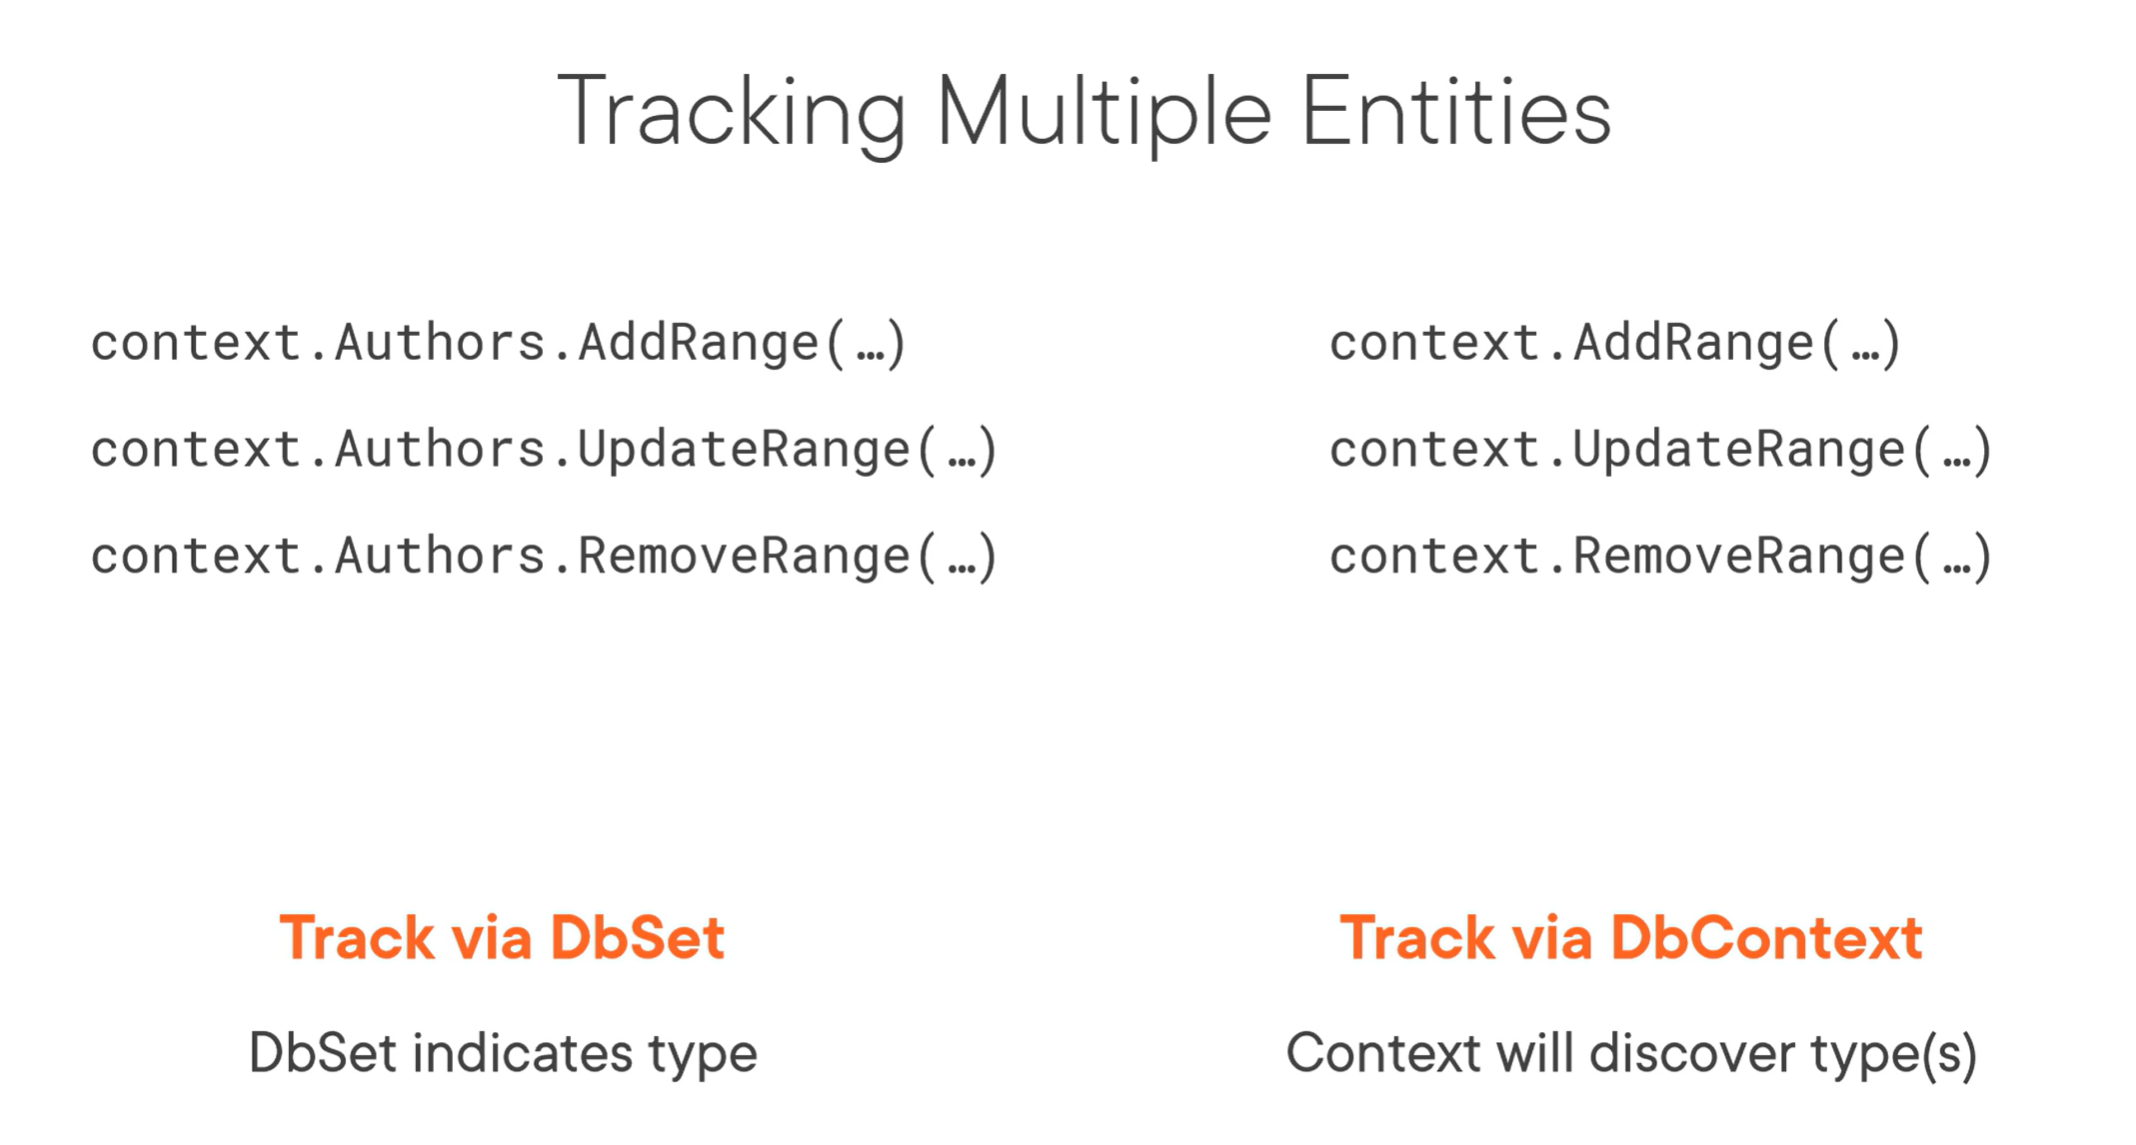 Tracking Multiple Entities
context.Authors.AddRange(…)
context.Authors.UpdateRange(…)
context.Authors.RemoveRange(…)
context.AddRange(…)
context.UpdateRange(…)
context.RemoveRange(…)
Track via DbSet
DbSet indicates type
Track via DbContext
Context will discover type(s)